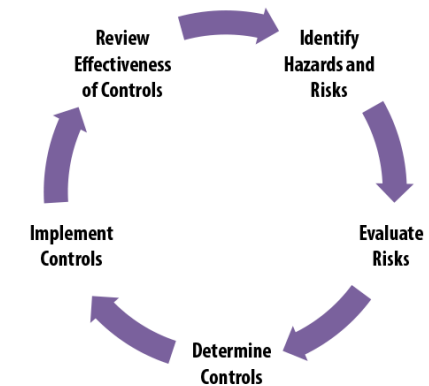 Review
Effectiveness
of Controls
Identify
Hazards and
Risks
Evaluate
Risks
Determine
Controls
Implement
Controls